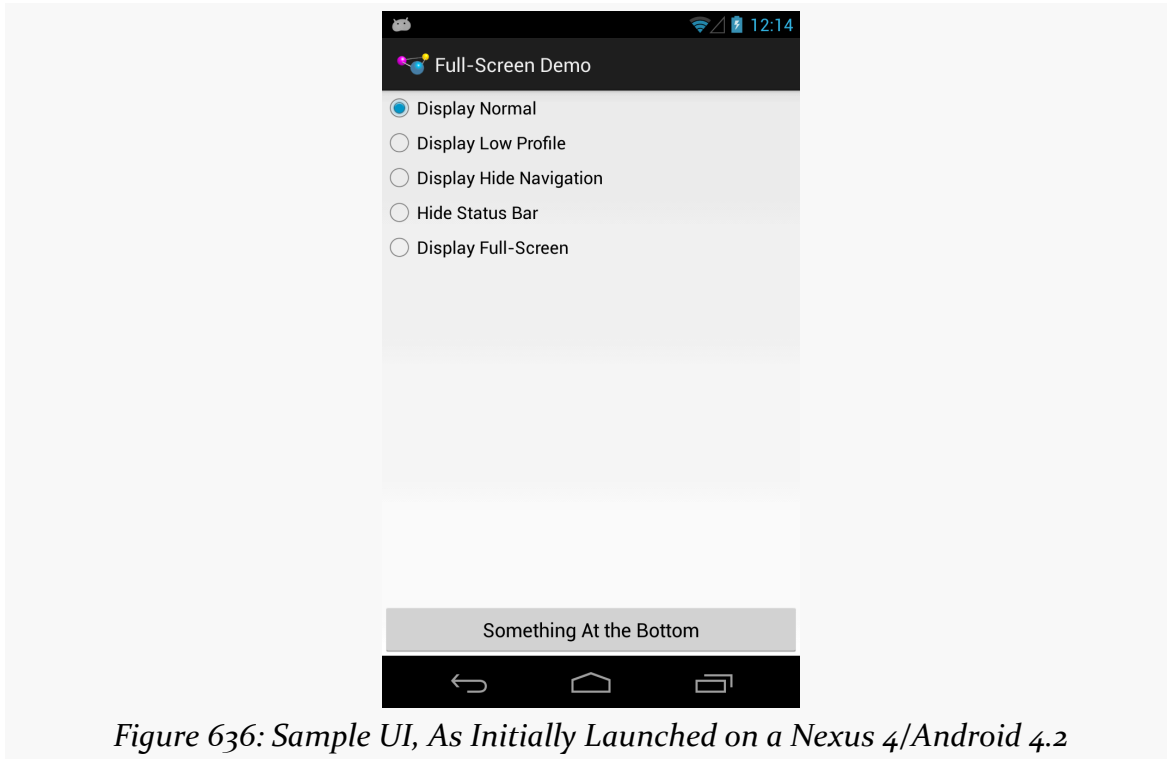 12:14
Full-Screen Demo
Display Normal
Display Low Profile
Display Hide Navigation
Hide Status Bar
Display Full-Screen
Something At the Bottom
Figure 636: Sample UI, As Initially Launched on a Nexus 4/Android 4.2